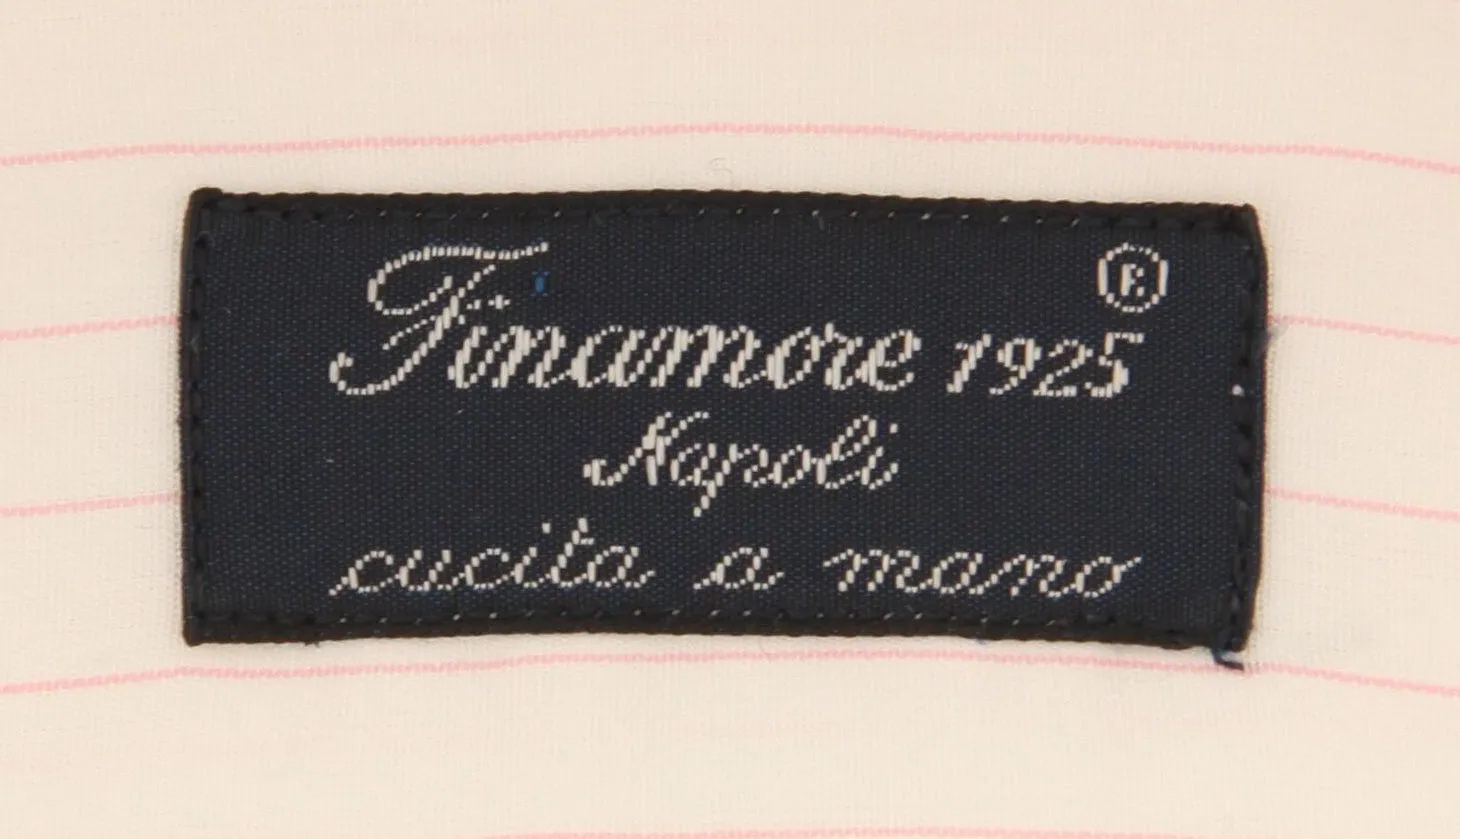 Finamore 1925 ®
Napoli
cucita a mano